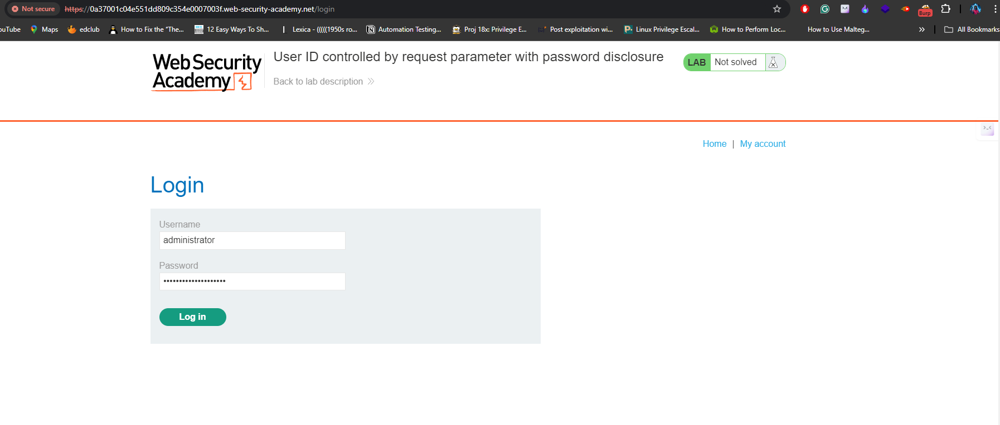 Not secure https://0a37001c04e551dd809c354e0007003f.web-security-academy.net/login
Burp
ouTube Maps edclub How to Fix the "The... 12 Easy Ways To Sh... Lexica - (((((1950s ro... Automation Testing... Proj 18x: Privilege E... Post exploitation wi... Linux Privilege Escal... How to Perform Loc... How to Use Malteg... » All Bookmarks
Web Security
Academy
User ID controlled by request parameter with password disclosure
Back to lab description
LAB Not solved
Home | My account
Login
Username
administrator
Password
••••••••••••••••••••
Log in